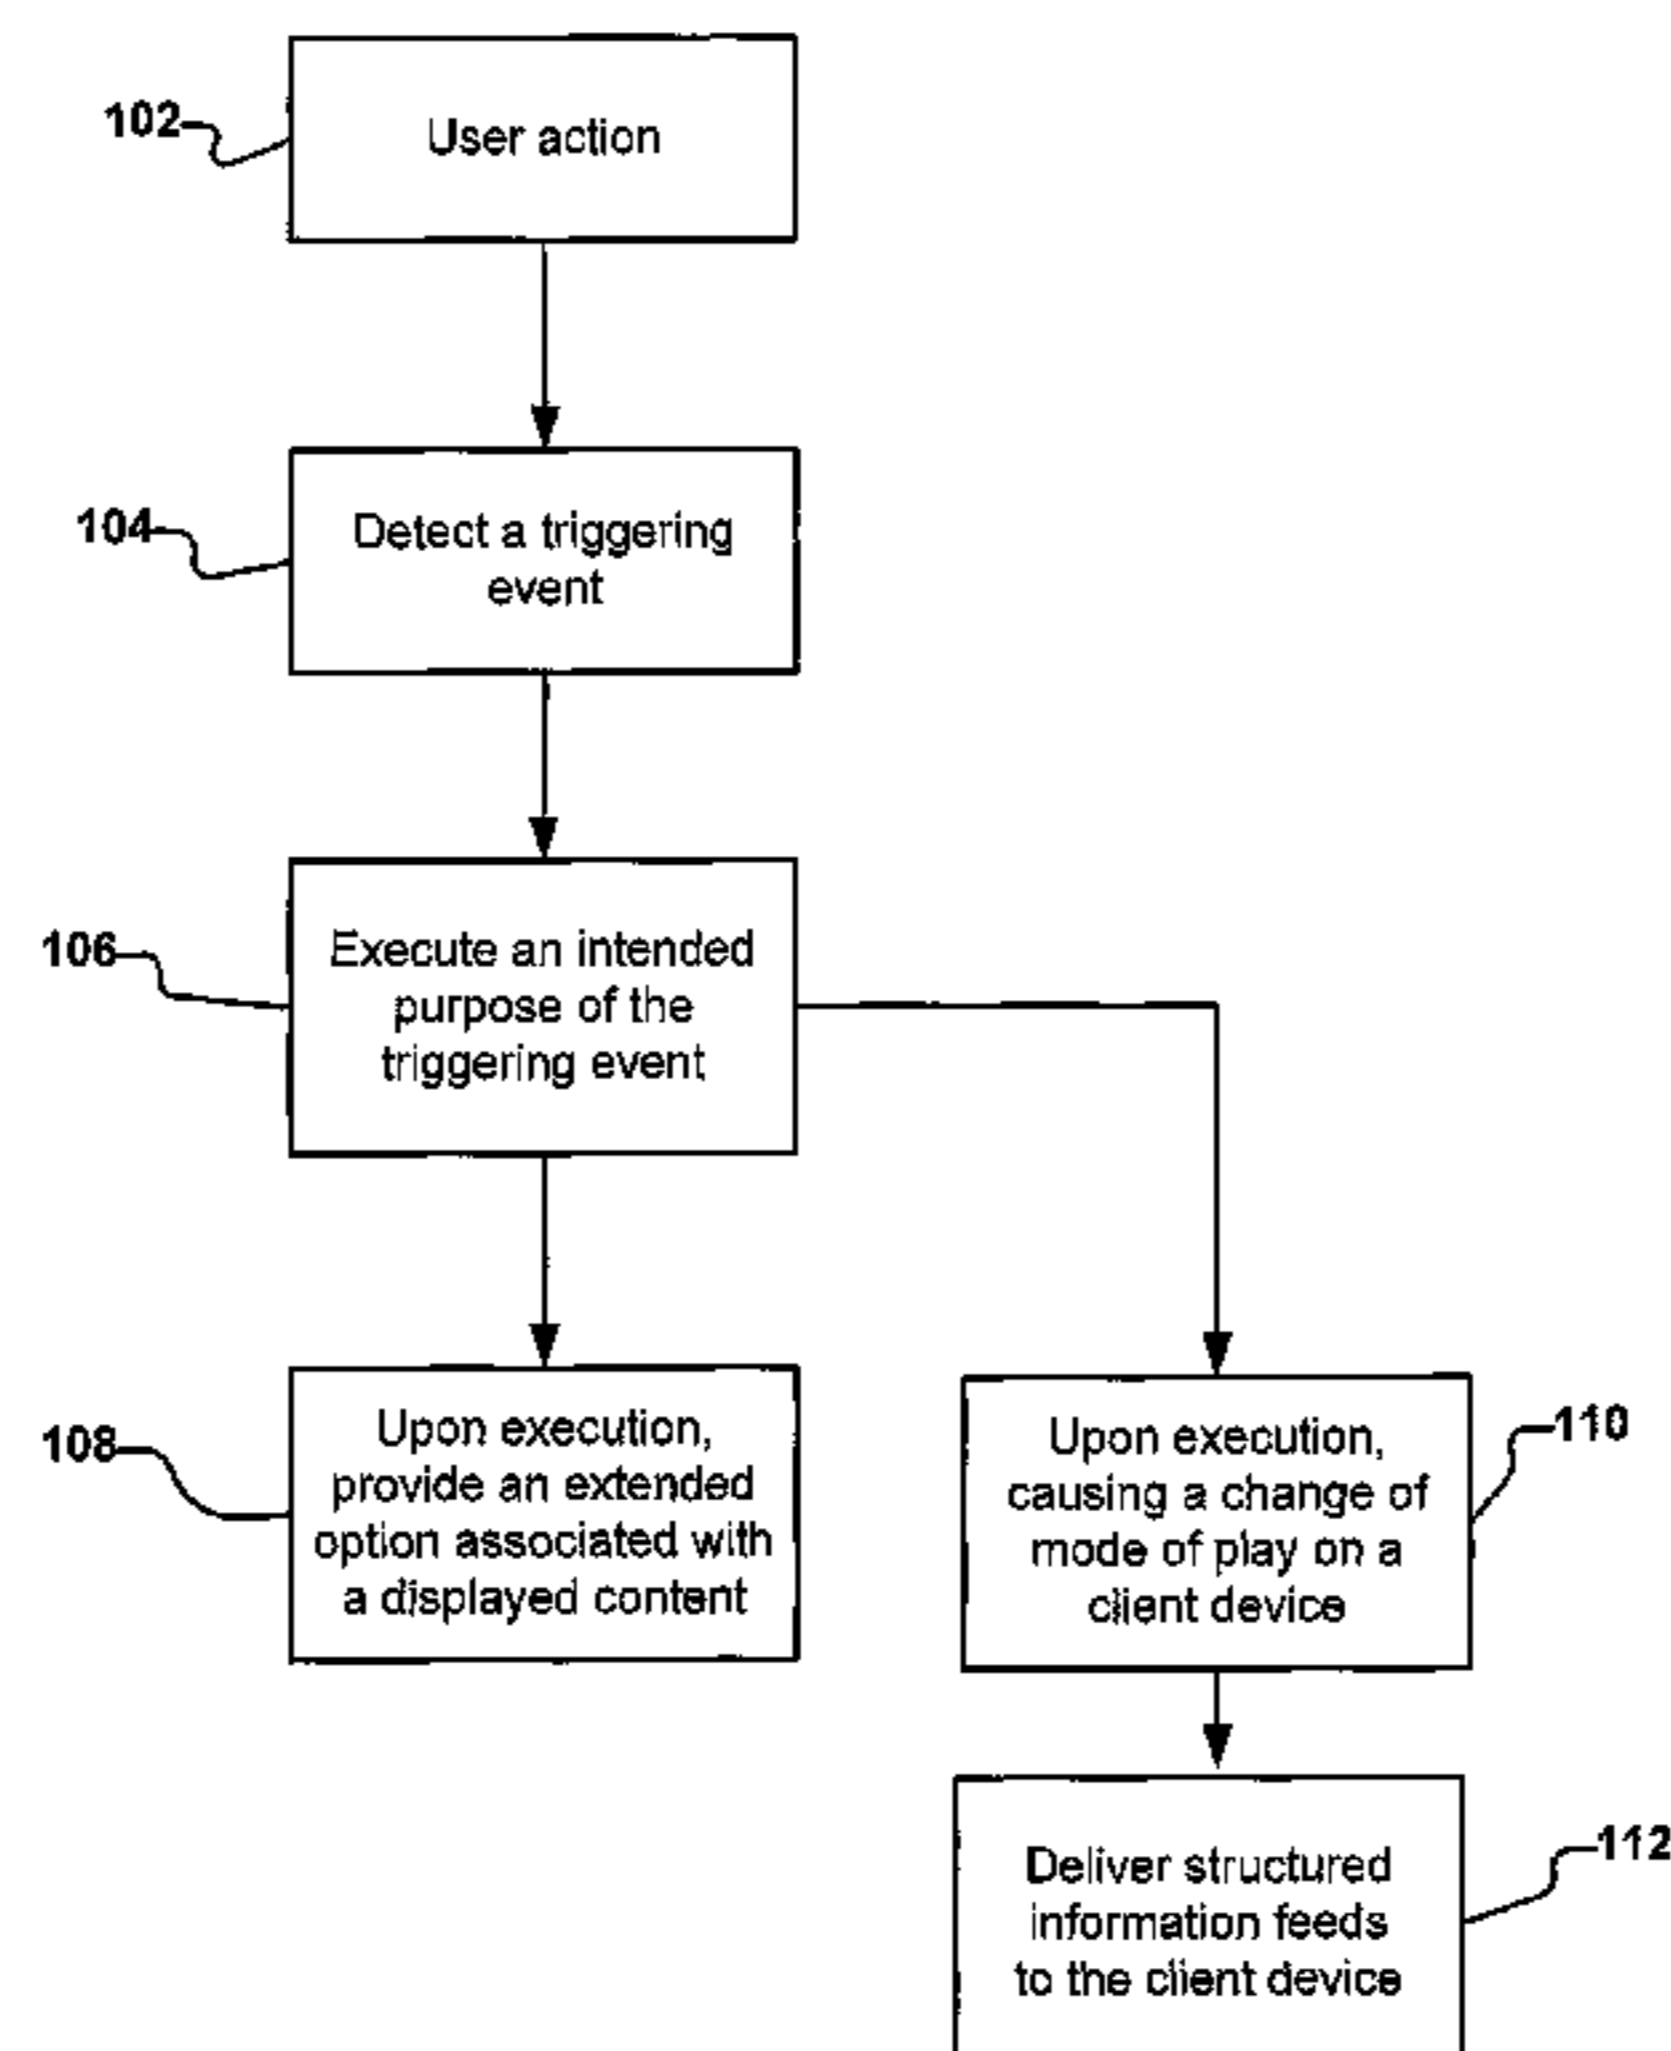 102
User action
104
Detect a triggering
event
106
Execute an intended
purpose of the
triggering event
108
Upon execution,
provide an extended
option associated with
a displayed content
110
Upon execution,
causing a change of
mode of play on a
client device
112
Deliver structured
information feeds
to the client device